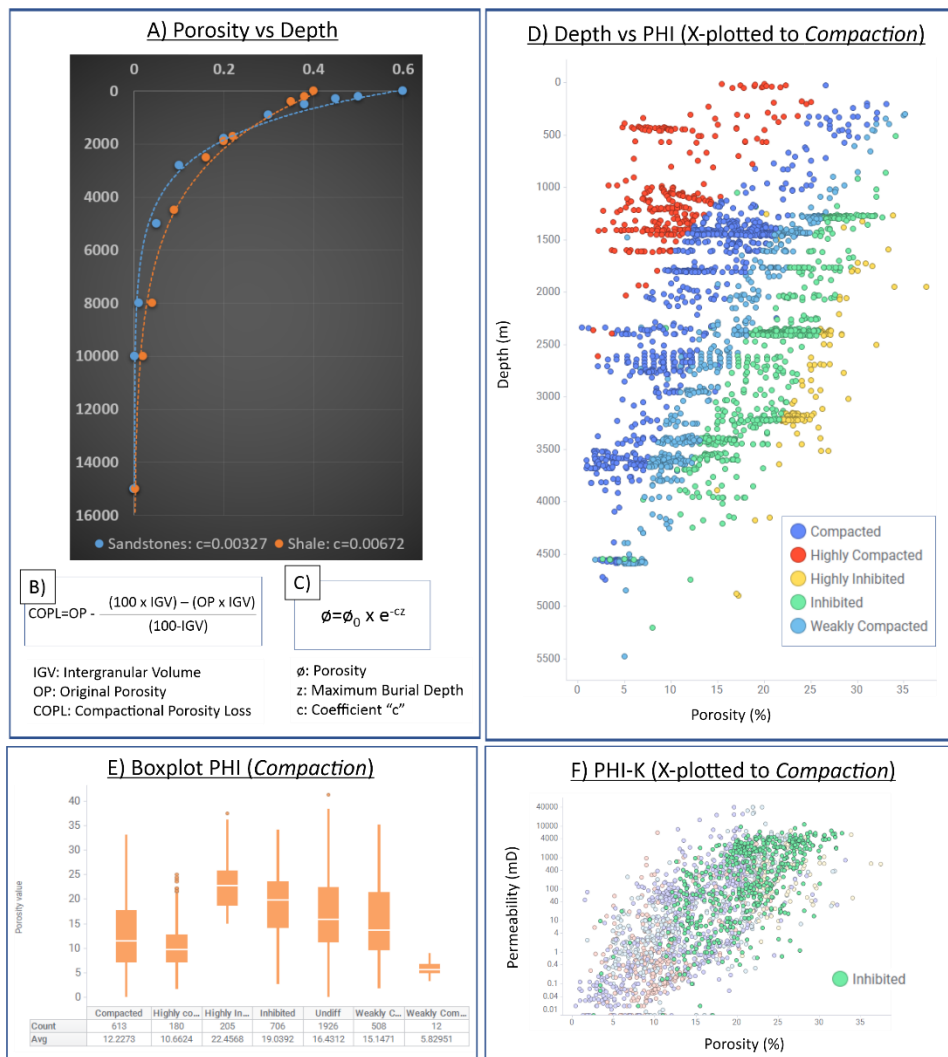 A) Porosity vs Depth
0 0.2 0.4 0.6
0
2000
4000
6000
8000
10000
12000
14000
16000
Sandstones: c=0.00327 Shale: c=0.00672
B)
COPL=OP - (100 x IGV) – (OP x IGV)
(100-IGV)
IGV: Intergranular Volume
OP: Original Porosity
COPL: Compactional Porosity Loss
C)
ø=ø0 x e-cz
ø: Porosity
z: Maximum Burial Depth
c: Coefficient “c”
D) Depth vs PHI (X-plotted to Compaction)
Depth (m)
0
500
1000
1500
2000
2500
3000
3500
4000
4500
5000
5500
Compacted
Highly Compacted
Highly Inhibited
Inhibited
Weakly Compacted
0 5 10 15 20 25 30 35
Porosity (%)
E) Boxplot PHI (Compaction)
Porosity value
40
35
30
25
20
15
10
5
0
Compacted Highly co... Highly In... Inhibited Undiff Weakly C... Weakly Com...
Count 613 180 205 706 1926 508 12
Avg 12.2273 10.6624 22.4568 19.0392 16.4312 15.1471 5.82951
F) PHI-K (X-plotted to Compaction)
Permeability (mD)
40000
10000
4000
1000
400
100
40
10
4
1
0.4
0.1
0.04
Inhibited
0 5 10 15 20 25 30 35
Porosity (%)